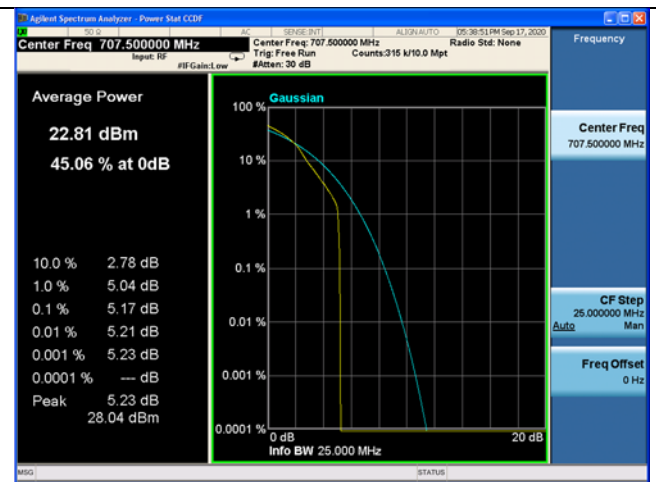 Agilent Spectrum Analyzer - Power Stat CCDF
50 Ω AC SENSE:INT ALIGN AUTO 05:38:51 PM Sep 17, 2020
Center Freq 707.500000 MHz
Input: RF
#IFGain:Low
Center Freq: 707.500000 MHz Radio Std: None
Trig: Free Run Counts:315 k/10.0 Mpt
#Atten: 30 dB
Frequency
Average Power
22.81 dBm
45.06 % at 0dB
10.0 % 2.78 dB
1.0 % 5.04 dB
0.1 % 5.17 dB
0.01 % 5.21 dB
0.001 % 5.23 dB
0.0001 % --- dB
Peak 5.23 dB
28.04 dBm
Gaussian
100 %
10 %
1 %
0.1 %
0.01 %
0.001 %
0.0001 %
0 dB 20 dB
Info BW 25.000 MHz
Center Freq
707.500000 MHz
CF Step
25.000000 MHz
Auto Man
Freq Offset
0 Hz
MSG STATUS